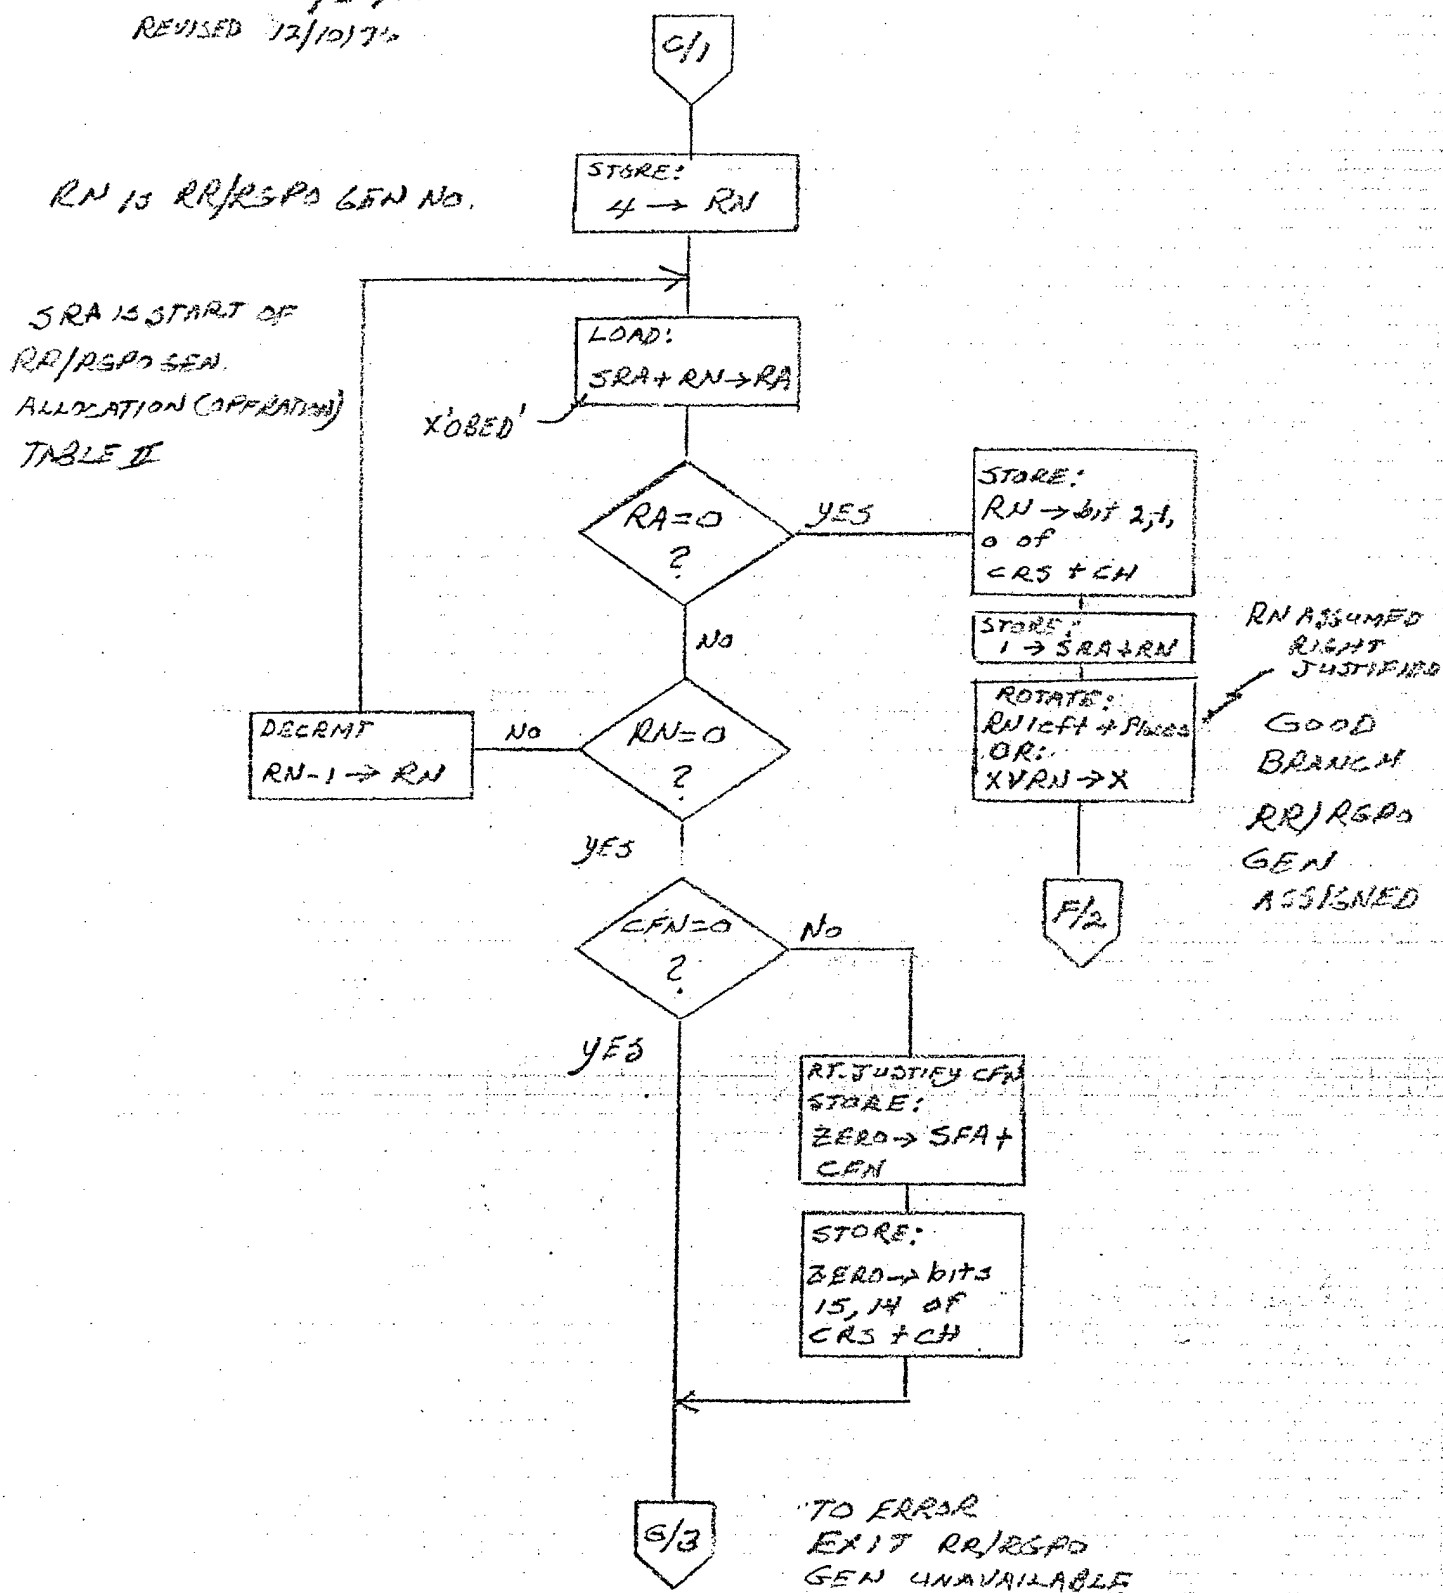 REVISED 12/10/7
C/1
STORE:
4 → RN
RN IS RR/RGPO GEN NO.
SRA IS START OF
RR/RGPO GEN.
ALLOCATION (OPERATION)
TABLE II
LOAD:
SRA + RN → RA
X'0BED'
RA=0
?
YES
NO
STORE:
RN → bit 2,1,
0 of
CRS + CH
STORE:
1 → SRA+RN
ROTATE:
RN left 4 places
OR:
XVRN → X
RN ASSUMED
RIGHT
JUSTIFIED
GOOD
BRANCH
RR/RGPO
GEN
ASSIGNED
F/2
RN=0
?
NO
DECRMT
RN-1 → RN
YES
CFN=0
?
NO
YES
RT. JUSTIFY CFN
STORE:
ZERO → SFA +
CFN
STORE:
ZERO → bits
15, 14 of
CRS + CH
G/3
TO ERROR
EXIT RR/RGPO
GEN UNAVAILABLE